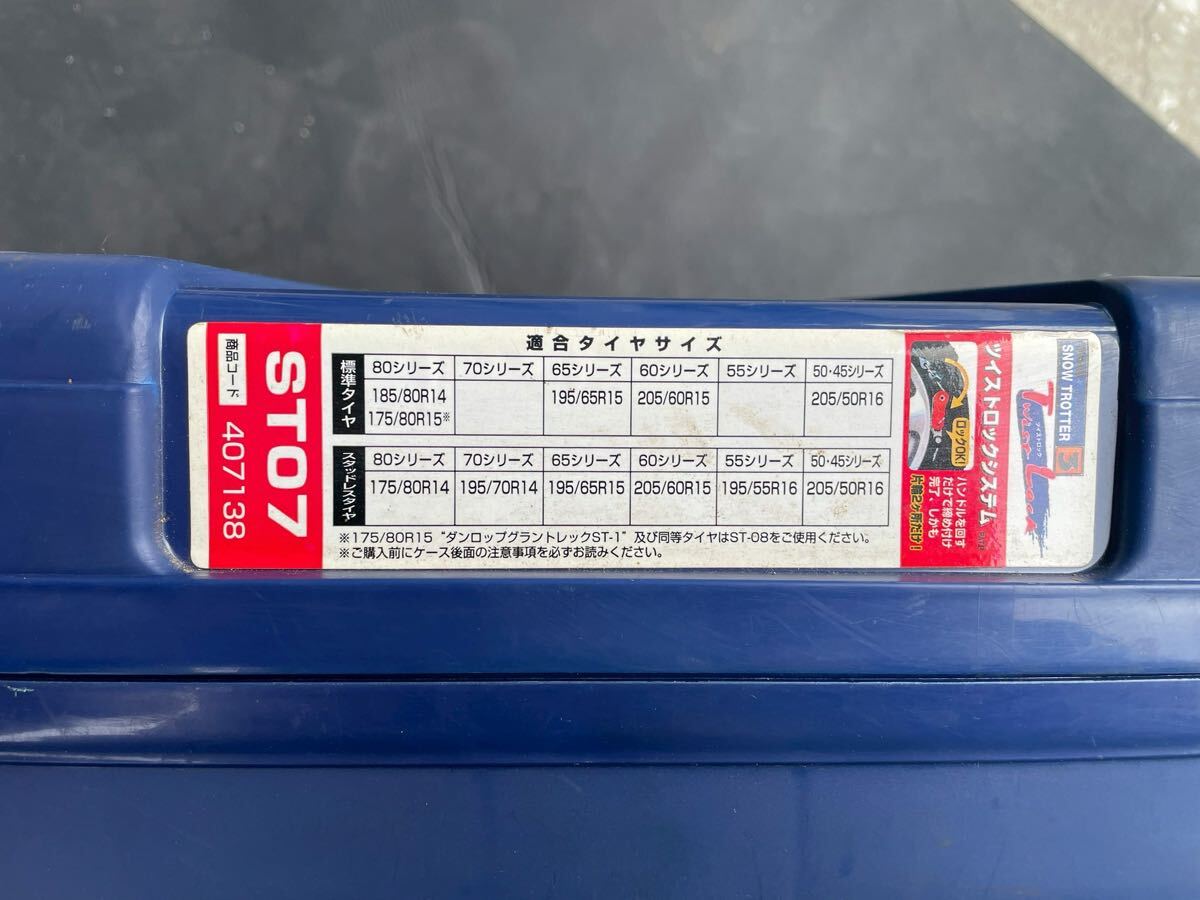 商品コード
407138
ST07
適合タイヤサイズ
標準タイヤ
80シリーズ 70シリーズ 65シリーズ 60シリーズ 55シリーズ 50・45シリーズ
185/80R14 195/65R15 205/60R15 205/50R16
175/80R15※
スタッドレスタイヤ
80シリーズ 70シリーズ 65シリーズ 60シリーズ 55シリーズ 50・45シリーズ
175/80R14 195/70R14 195/65R15 205/60R15 195/55R16 205/50R16
※175/80R15 “ダンロップグラントレックST-1” 及び同等タイヤはST-08をご使用ください。
※ご購入前にケース後面の注意事項を必ずお読みください。
SNOW TROTTER 3
ツイストロック
Twist Lock
ツイストロックシステム
ロックOK!
ハンドルを回す
だけで締め付け
完了、しかも
片輪2ヶ所だけ!